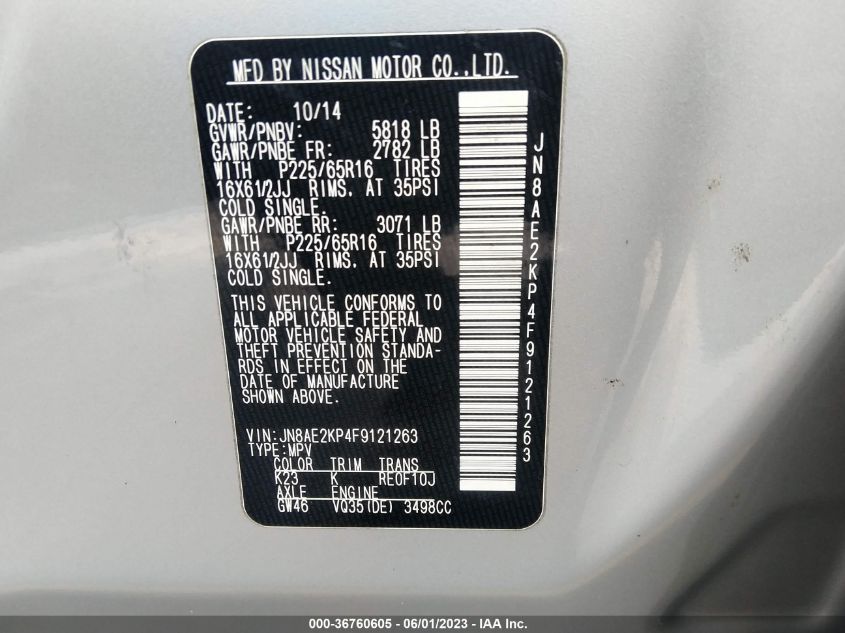 MFD BY NISSAN MOTOR CO.,LTD.
DATE: 10/14
GVWR/PNBV: 5818 LB
GAWR/PNBE FR: 2782 LB
WITH P225/65R16 TIRES
16X61/2JJ RIMS. AT 35PSI
COLD SINGLE.
GAWR/PNBE RR: 3071 LB
WITH P225/65R16 TIRES
16X61/2JJ RIMS. AT 35PSI
COLD SINGLE.
THIS VEHICLE CONFORMS TO
ALL APPLICABLE FEDERAL
MOTOR VEHICLE SAFETY AND
THEFT PREVENTION STANDA-
RDS IN EFFECT ON THE
DATE OF MANUFACTURE
SHOWN ABOVE.
VIN:JN8AE2KP4F9121263
TYPE:MPV
COLOR TRIM TRANS
K23 K RE0F10J
AXLE ENGINE
GW46 VQ35(DE) 3498CC
JN8AE2KP4F9121263
000-36760605 - 06/01/2023 - IAA Inc.